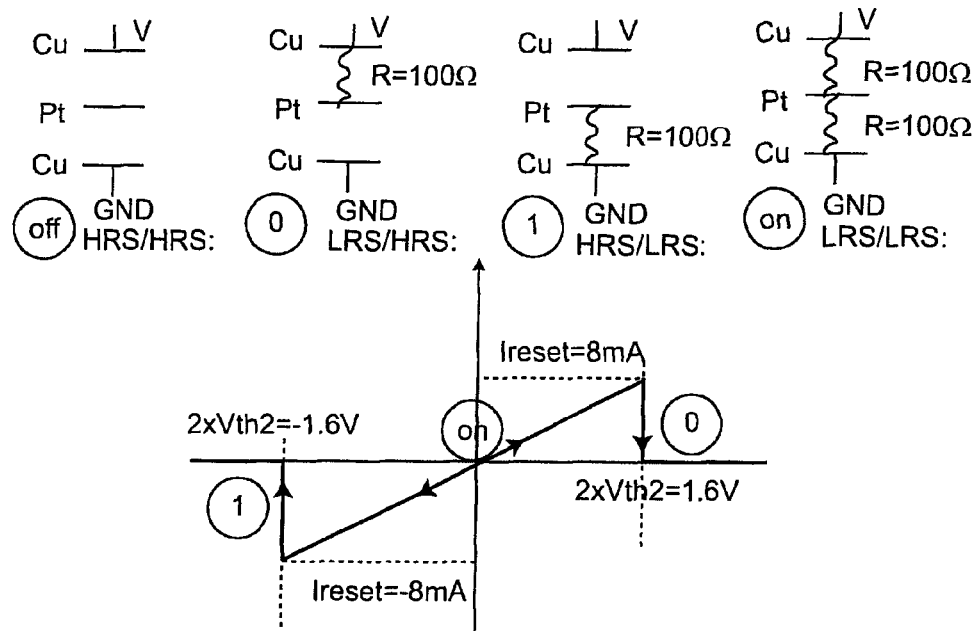 Cu V
Pt
Cu
GND
off HRS/HRS:
Cu V
R=100Ω
Pt
Cu
GND
0 LRS/HRS:
Cu V
Pt
R=100Ω
Cu
GND
1 HRS/LRS:
Cu V
R=100Ω
Pt
R=100Ω
Cu
GND
on LRS/LRS:
Ireset=8mA
2xVth2=-1.6V
on
0
1
2xVth2=1.6V
Ireset=-8mA